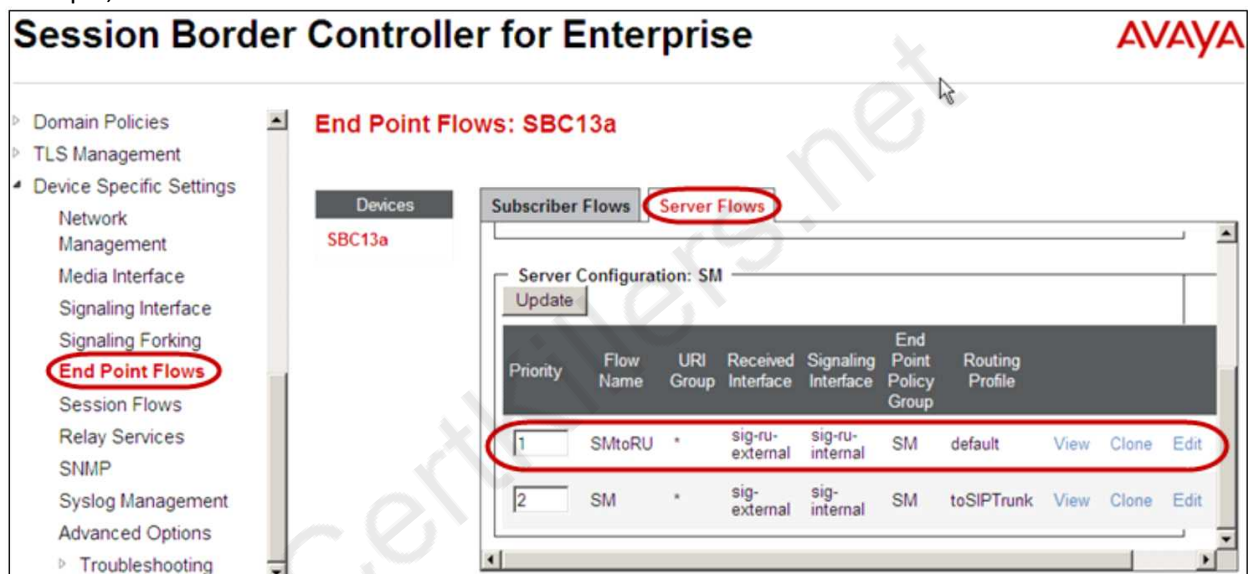 Session Border Controller for Enterprise
AVAYA
Domain Policies
TLS Management
Device Specific Settings
Network
Management
Media Interface
Signaling Interface
Signaling Forking
End Point Flows
Session Flows
Relay Services
SNMP
Syslog Management
Advanced Options
Troubleshooting
End Point Flows: SBC13a
Devices
SBC13a
Subscriber Flows Server Flows
Server Configuration: SM
Update
Priority Flow Name URI Group Received Interface Signaling Interface End Point Policy Group Routing Profile
1 SMtoRU * sig-ru-external sig-ru-internal SM default View Clone Edit
2 SM * sig-external sig-internal SM toSIPTrunk View Clone Edit
Certkillers.net